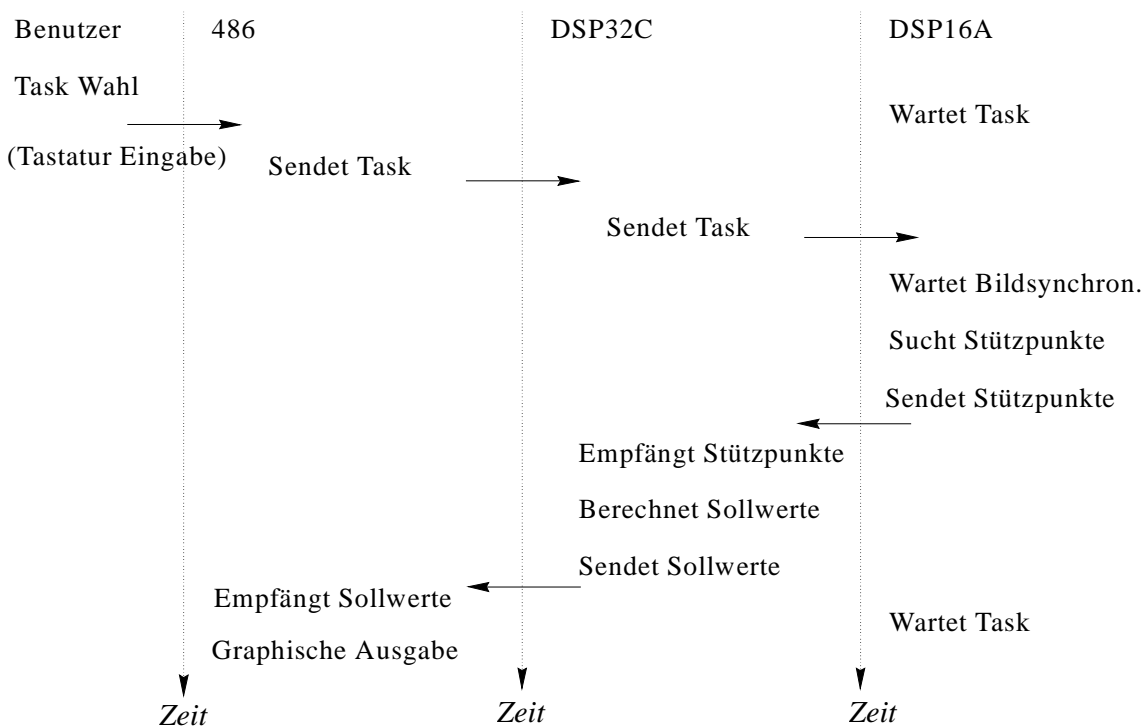 Benutzer 486 DSP32C DSP16A
Task Wahl
Wartet Task
(Tastatur Eingabe)
Sendet Task
Sendet Task
Wartet Bildsynchron.
Sucht Stützpunkte
Sendet Stützpunkte
Empfängt Stützpunkte
Berechnet Sollwerte
Sendet Sollwerte
Empfängt Sollwerte
Wartet Task
Graphische Ausgabe
Zeit Zeit Zeit